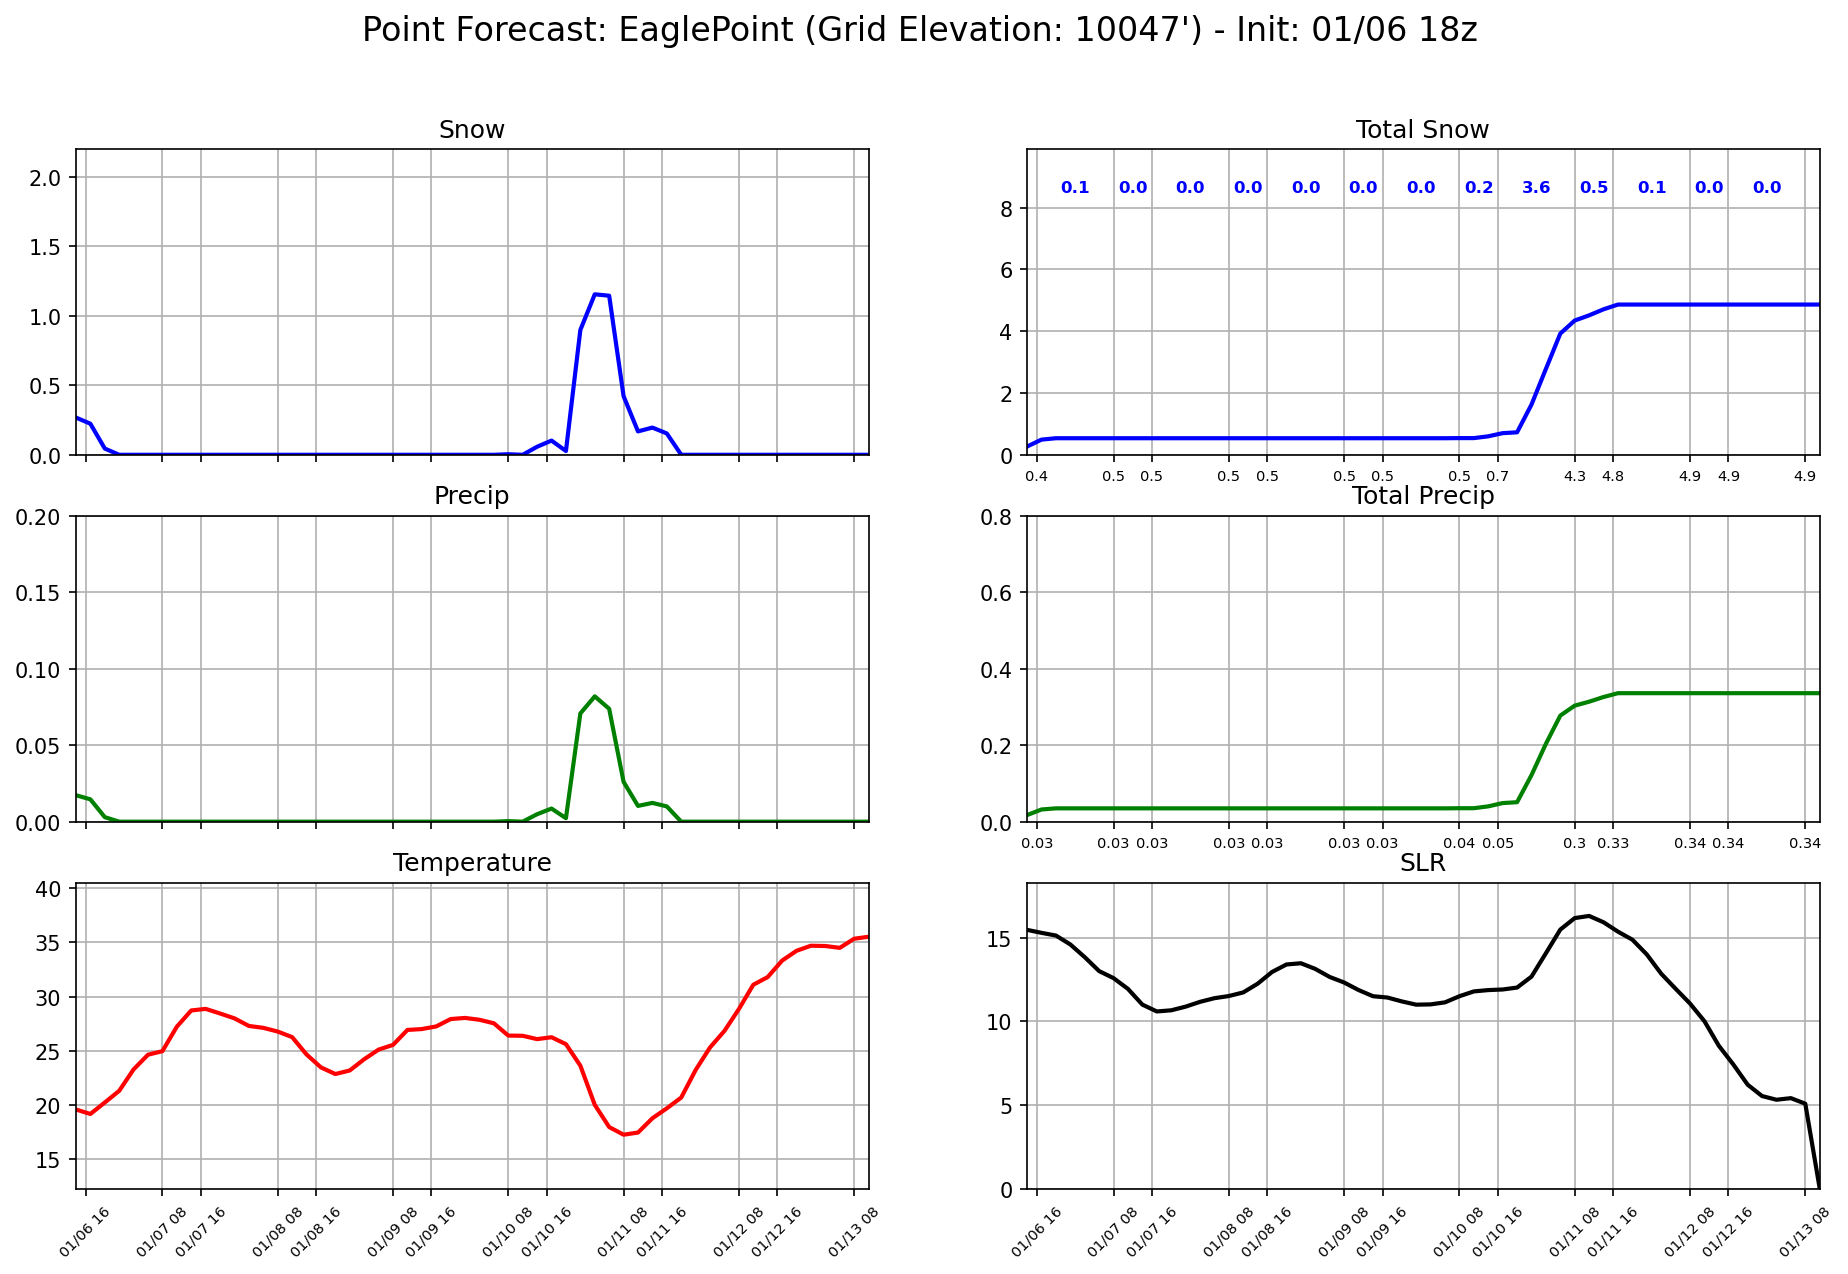 Point Forecast: EaglePoint (Grid Elevation: 10047') - Init: 01/06 18z
Snow
2.0
1.5
1.0
0.5
0.0
Total Snow
0.1 0.0 0.0 0.0 0.0 0.0 0.0 0.2 3.6 0.5 0.1 0.0 0.0
8
6
4
2
0
0.4 0.5 0.5 0.5 0.5 0.5 0.5 0.5 0.7 4.3 4.8 4.9 4.9 4.9
Precip
0.20
0.15
0.10
0.05
0.00
Total Precip
0.8
0.6
0.4
0.2
0.0
0.03 0.03 0.03 0.03 0.03 0.03 0.03 0.04 0.05 0.3 0.33 0.34 0.34 0.34
Temperature
40
35
30
25
20
15
01/06 16 01/07 08 01/07 16 01/08 08 01/08 16 01/09 08 01/09 16 01/10 08 01/10 16 01/11 08 01/11 16 01/12 08 01/12 16 01/13 08
SLR
15
10
5
0
01/06 16 01/07 08 01/07 16 01/08 08 01/08 16 01/09 08 01/09 16 01/10 08 01/10 16 01/11 08 01/11 16 01/12 08 01/12 16 01/13 08